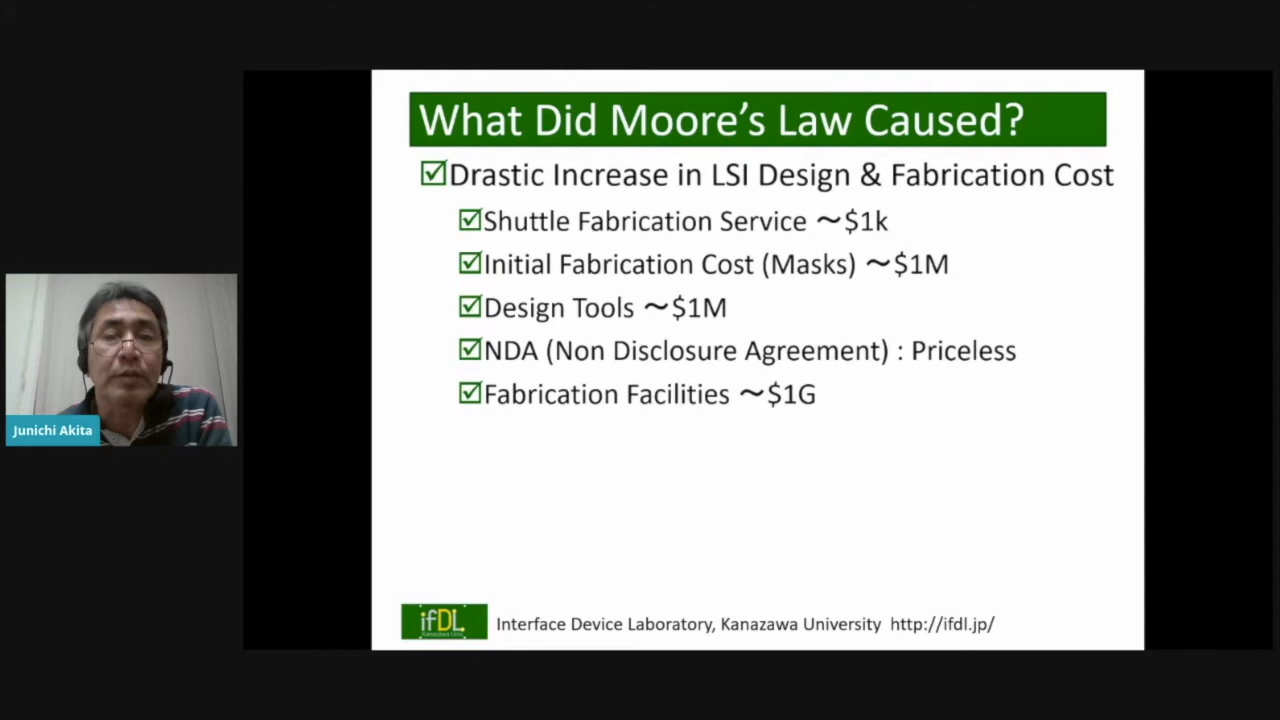 What Did Moore's Law Caused?
Drastic Increase in LSI Design & Fabrication Cost
Shuttle Fabrication Service ～$1k
Initial Fabrication Cost (Masks) ～$1M
Design Tools ～$1M
NDA (Non Disclosure Agreement) : Priceless
Fabrication Facilities ～$1G
Junichi Akita
ifDL
Kanazawa Univ.
Interface Device Laboratory, Kanazawa University http://ifdl.jp/